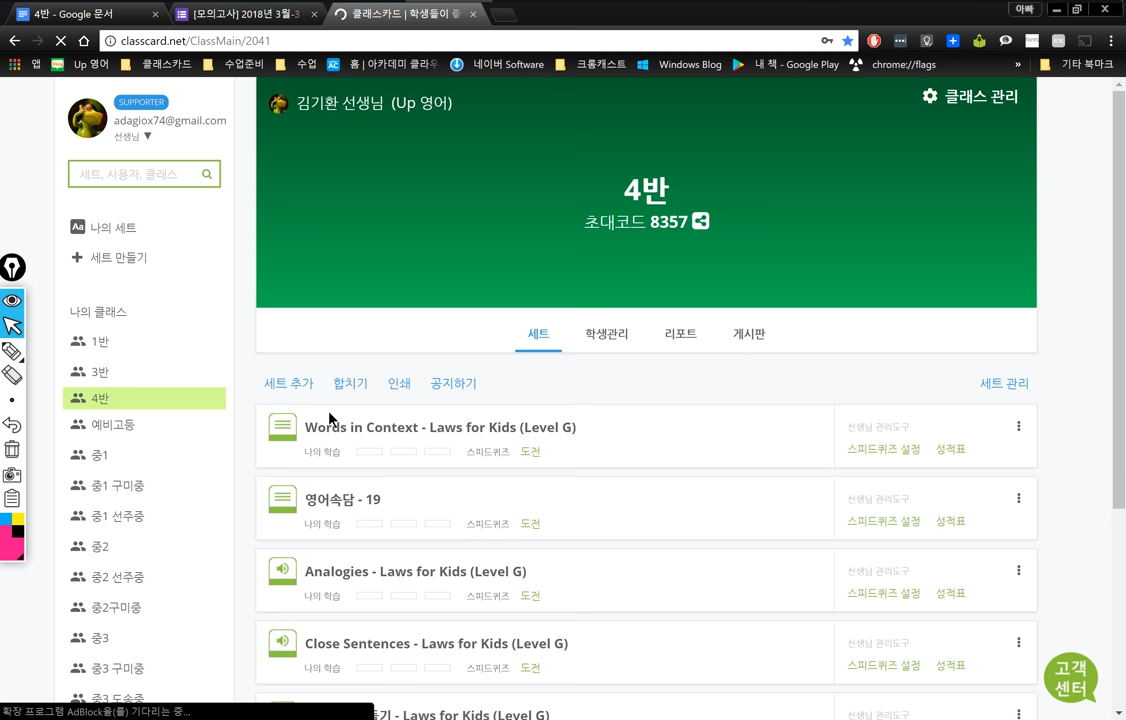 4반 - Google 문서
[모의고사] 2018년 3월-3
클래스카드 | 학생들이 좋
아빠
classcard.net/ClassMain/2041
앱
Up 영어
클래스카드
수업준비
수업
홈 | 아카데미 클라우
네이버 Software
크롬캐스트
Windows Blog
내 책 - Google Play
chrome://flags
»
기타 북마크
SUPPORTER
adagiox74@gmail.com
선생님 ▼
세트, 사용자, 클래스
Aa 나의 세트
세트 만들기
나의 클래스
1반
3반
4반
예비고등
중1
중1 구미중
중1 선주중
중2
중2 선주중
중2구미중
중3
중3 구미중
중3 도송중
김기환 선생님 (Up 영어)
클래스 관리
4반
초대코드 8357
세트
학생관리
리포트
게시판
세트 추가
합치기
인쇄
공지하기
세트 관리
Words in Context - Laws for Kids (Level G)
나의 학습
스피드퀴즈
도전
선생님 관리도구
스피드퀴즈 설정
성적표
영어속담 - 19
나의 학습
스피드퀴즈
도전
선생님 관리도구
스피드퀴즈 설정
성적표
Analogies - Laws for Kids (Level G)
나의 학습
스피드퀴즈
도전
선생님 관리도구
스피드퀴즈 설정
성적표
Close Sentences - Laws for Kids (Level G)
나의 학습
스피드퀴즈
도전
선생님 관리도구
스피드퀴즈 설정
성적표
기 - Laws for Kids (Level G)
고객
센터
확장 프로그램 AdBlock을(를) 기다리는 중...